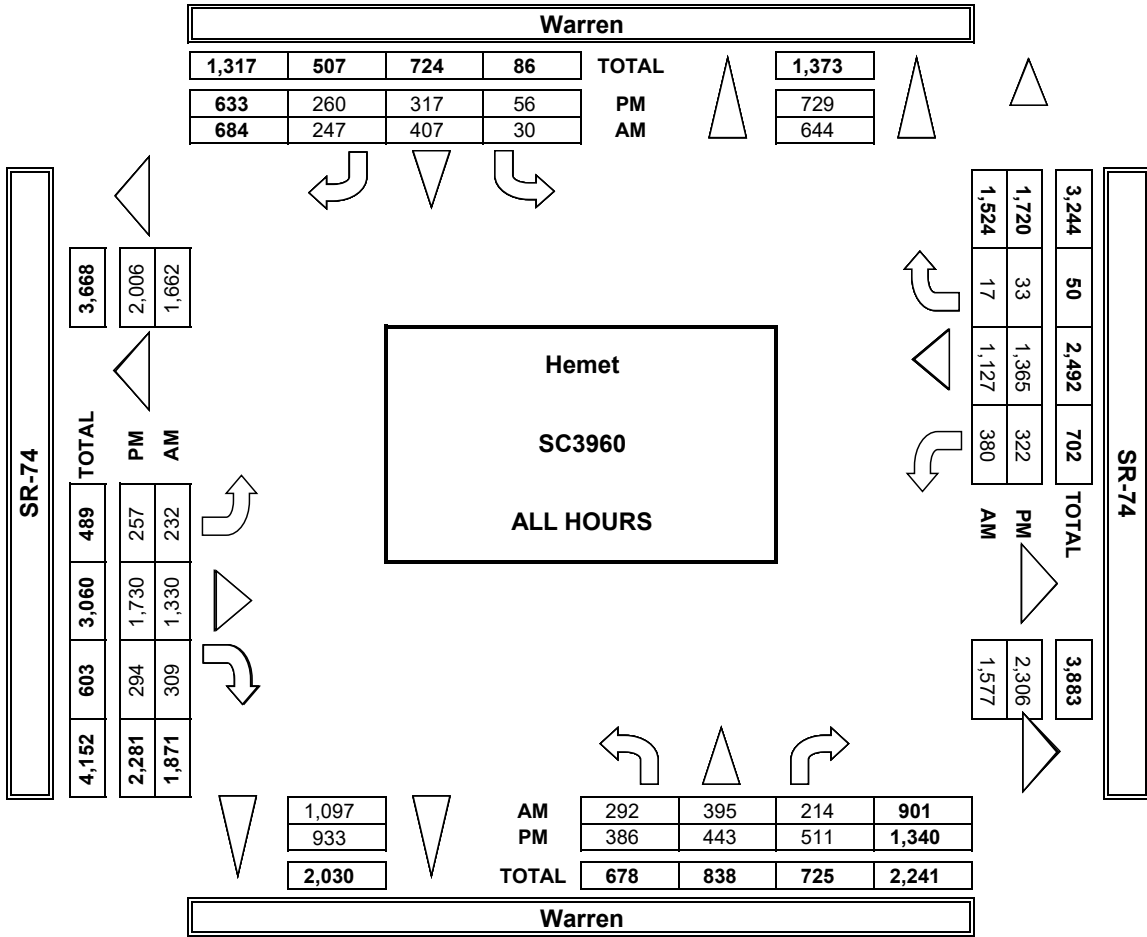 Warren
1,317 507 724 86 TOTAL 1,373
633 260 317 56 PM 729
684 247 407 30 AM 644
SR-74
3,668
2,006
1,662
TOTAL 489 3,060 603 4,152
PM 257 1,730 294 2,281
AM 232 1,330 309 1,871
Hemet
SC3960
ALL HOURS
3,244 50 2,492 702 TOTAL 3,883
1,720 33 1,365 322 PM 2,306
1,524 17 1,127 380 AM 1,577
SR-74
1,097 AM 292 395 214 901
933 PM 386 443 511 1,340
2,030 TOTAL 678 838 725 2,241
Warren